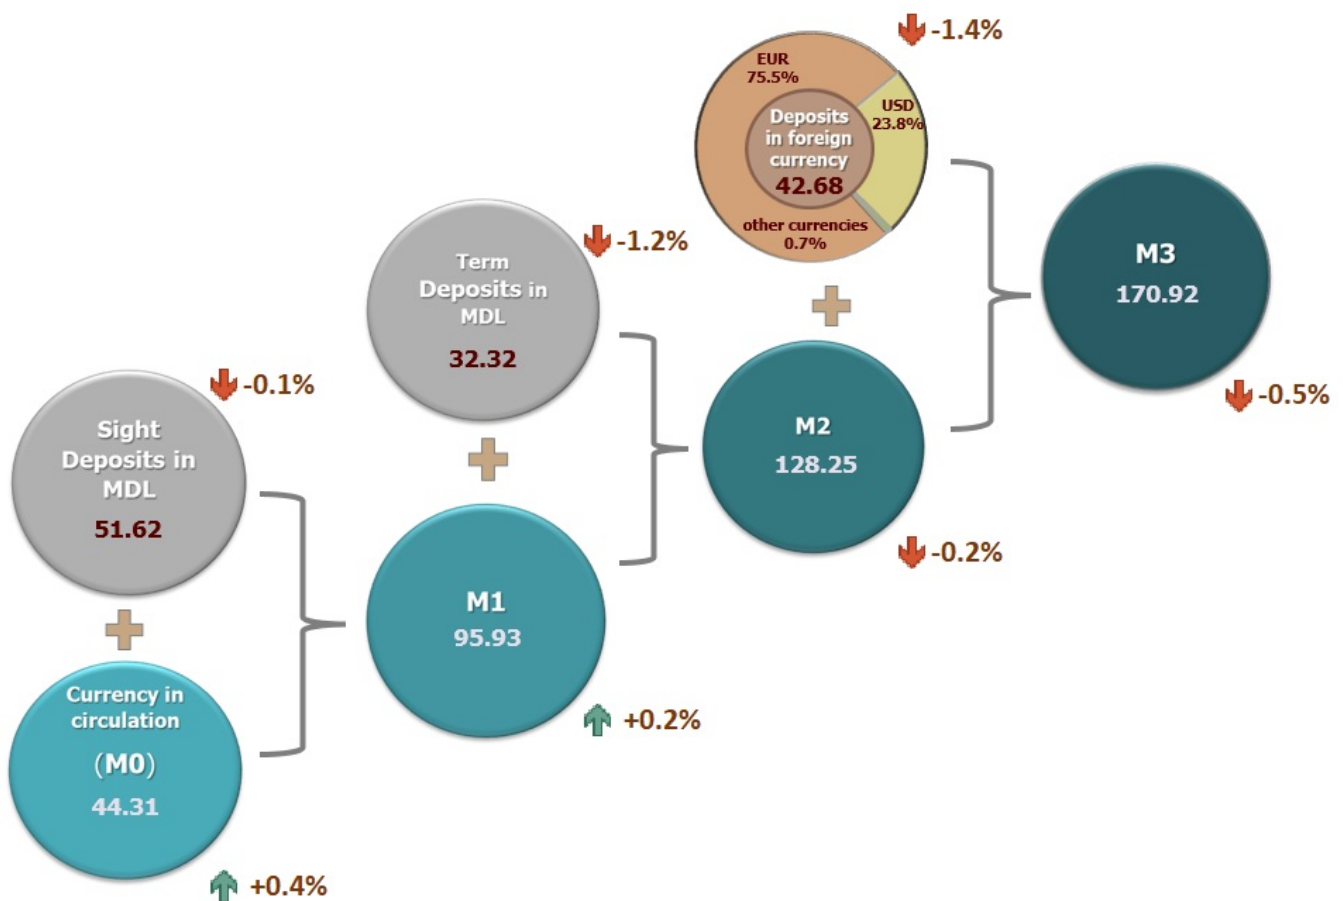 Sight
Deposits in
MDL
51.62
-0.1%
Currency in
circulation
(M0)
44.31
+0.4%
Term
Deposits in
MDL
32.32
-1.2%
M1
95.93
+0.2%
EUR
75.5%
USD
23.8%
Deposits
in foreign
currency
42.68
other currencies
0.7%
-1.4%
M2
128.25
-0.2%
M3
170.92
-0.5%